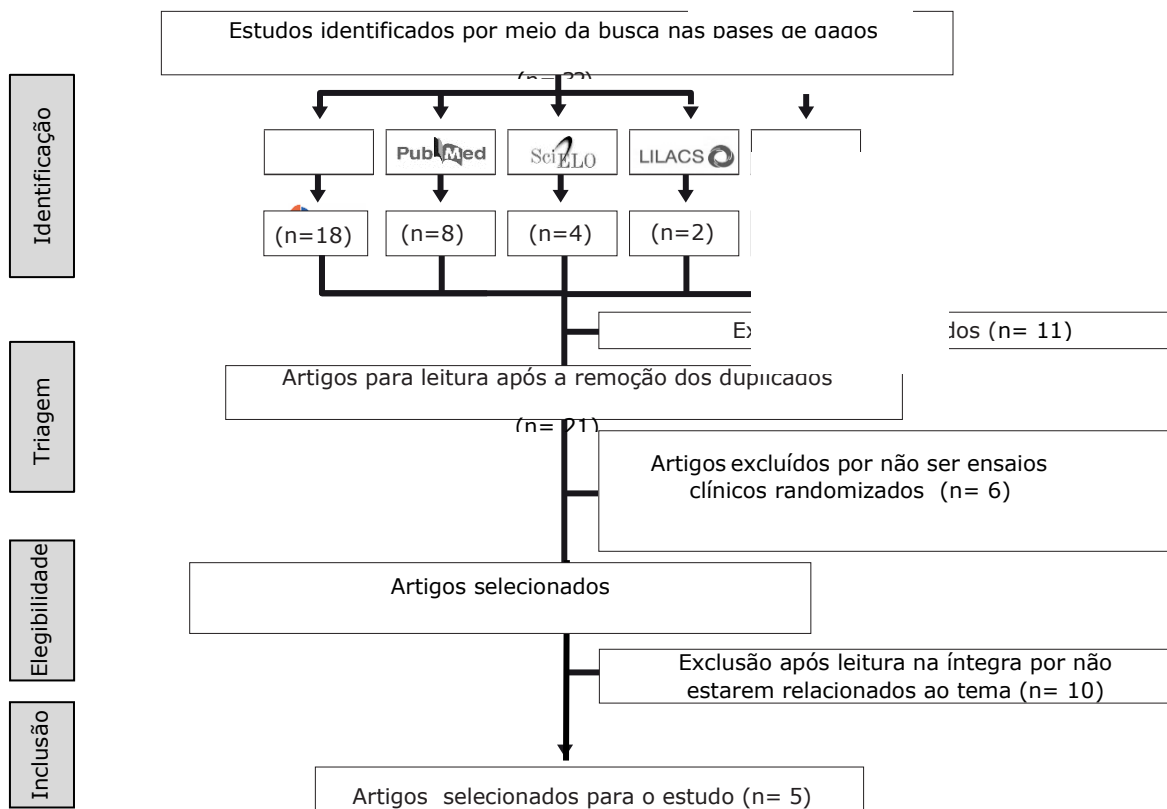 Estudos identificados por meio da busca nas bases de dados
(n= 32)
PubMed
SciELO
LILACS
(n=18)
(n=8)
(n=4)
(n=2)
Identificação
Ex
dos (n= 11)
Artigos para leitura após a remoção dos duplicados
(n= 21)
Triagem
Artigos excluídos por não ser ensaios
clínicos randomizados (n= 6)
Elegibilidade
Artigos selecionados
Exclusão após leitura na íntegra por não
estarem relacionados ao tema (n= 10)
Inclusão
Artigos selecionados para o estudo (n= 5)